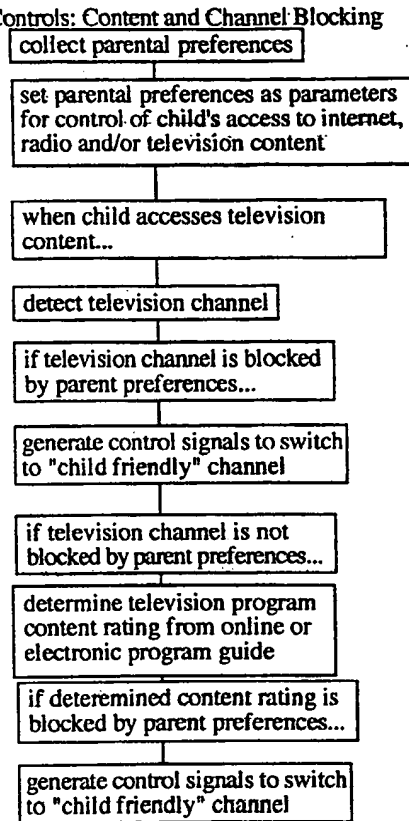 Controls: Content and Channel Blocking
collect parental preferences
set parental preferences as parameters
for control of child's access to internet,
radio and/or television content
when child accesses television
content...
detect television channel
if television channel is blocked
by parent preferences...
generate control signals to switch
to "child friendly" channel
if television channel is not
blocked by parent preferences...
determine television program
content rating from online or
electronic program guide
if deteremined content rating is
blocked by parent preferences...
generate control signals to switch
to "child friendly" channel